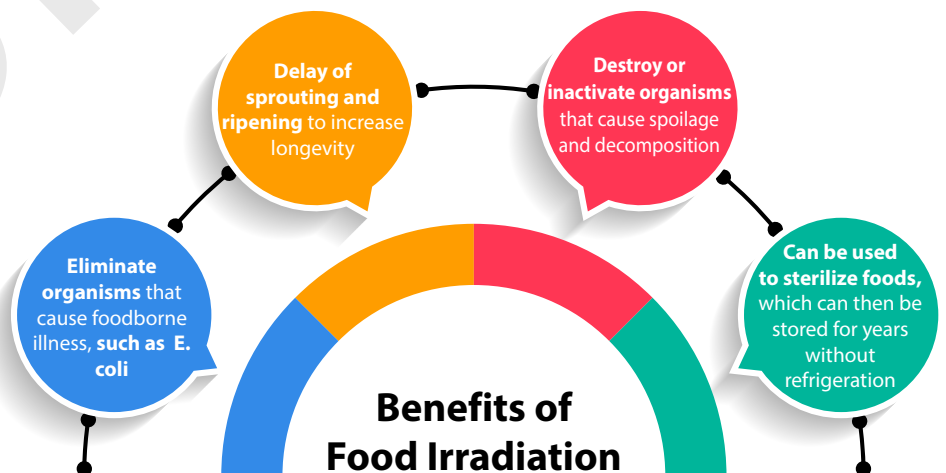 Delay of
sprouting and
ripening to increase
longevity
Destroy or
inactivate organisms
that cause spoilage
and decomposition
Eliminate
organisms that
cause foodborne
illness, such as E.
coli
Can be used
to sterilize foods,
which can then be
stored for years
without
refrigeration
Benefits of
Food Irradiation